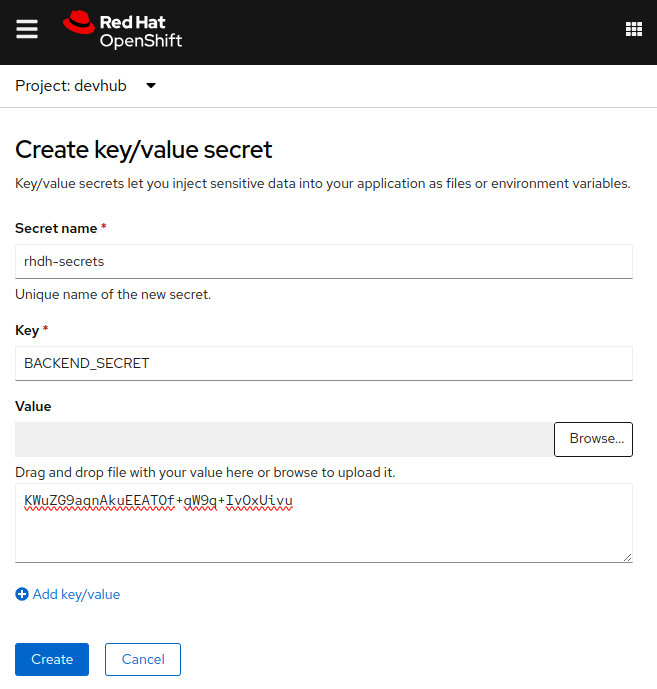 Red Hat
OpenShift
Project: devhub
Create key/value secret
Key/value secrets let you inject sensitive data into your application as files or environment variables.
Secret name *
rhdh-secrets
Unique name of the new secret.
Key *
BACKEND_SECRET
Value
Browse...
Drag and drop file with your value here or browse to upload it.
KWuZG9aqnAkuEEATOf+qW9q+IvOxUivu
Add key/value
Create Cancel